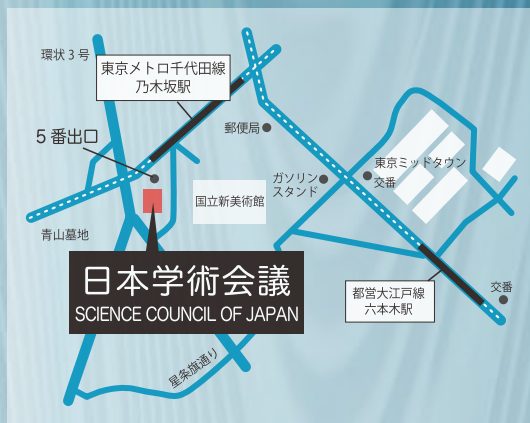 環状3号
東京メトロ千代田線
乃木坂駅
5番出口
郵便局
東京ミッドタウン
交番
ガソリン
スタンド
国立新美術館
青山墓地
日本学術会議
SCIENCE COUNCIL OF JAPAN
都営大江戸線
六本木駅
交番
星条旗通り